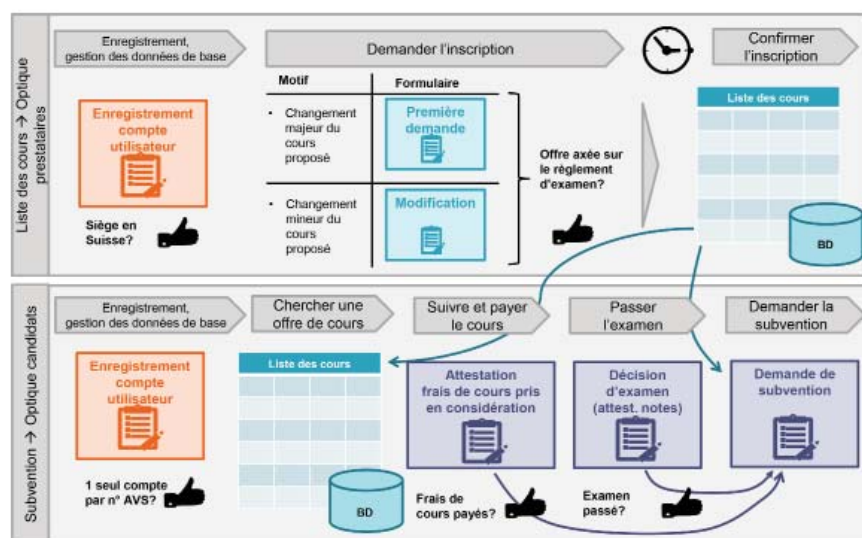 Liste des cours → Optique
prestataires
Enregistrement,
gestion des données de base
Demander l'inscription
Confirmer
l'inscription
Motif
Formulaire
Enregistrement
compte
utilisateur
• Changement
majeur du
cours
proposé
Première
demande
Offre axée sur
le règlement
d'examen?
Liste des cours
• Changement
mineur du
cours
proposé
Modification
Siège en
Suisse?
BD
Subvention → Optique candidats
Enregistrement,
gestion des données de base
Chercher une
offre de cours
Suivre et payer
le cours
Passer
l'examen
Demander la
subvention
Enregistrement
compte
utilisateur
Liste des cours
Attestation
frais de cours pris
en considération
Décision
d'examen
(attest. notes)
Demande de
subvention
1 seul compte
par n° AVS?
BD
Frais de
cours payés?
Examen
passé?